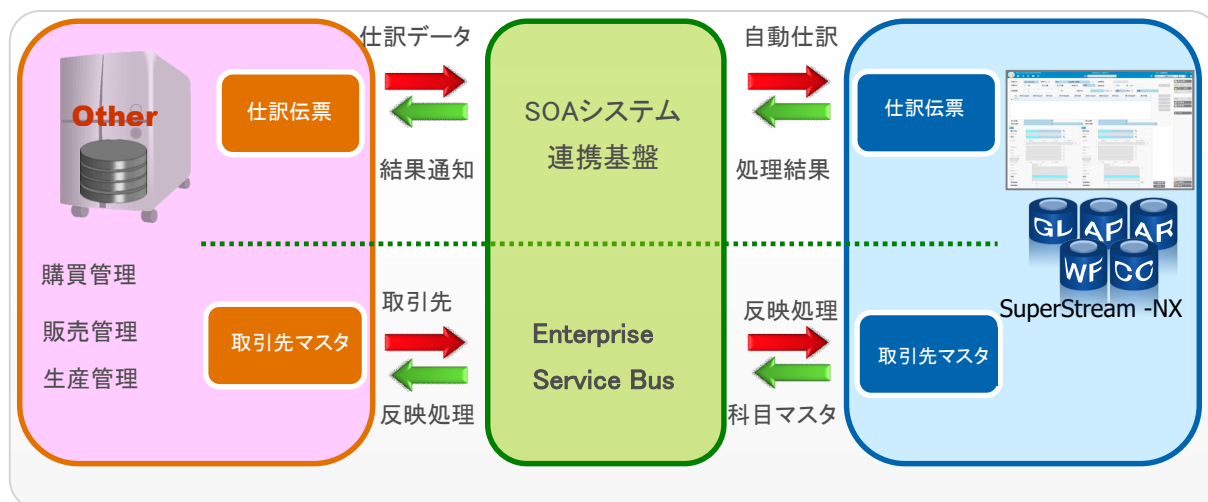 仕訳データ
自動仕訳
Other
仕訳伝票
SOAシステム
連携基盤
仕訳伝票
結果通知
処理結果
GL AP AR
WF CO
SuperStream -NX
購買管理
販売管理
生産管理
取引先
反映処理
取引先マスタ
Enterprise
Service Bus
取引先マスタ
反映処理
科目マスタ